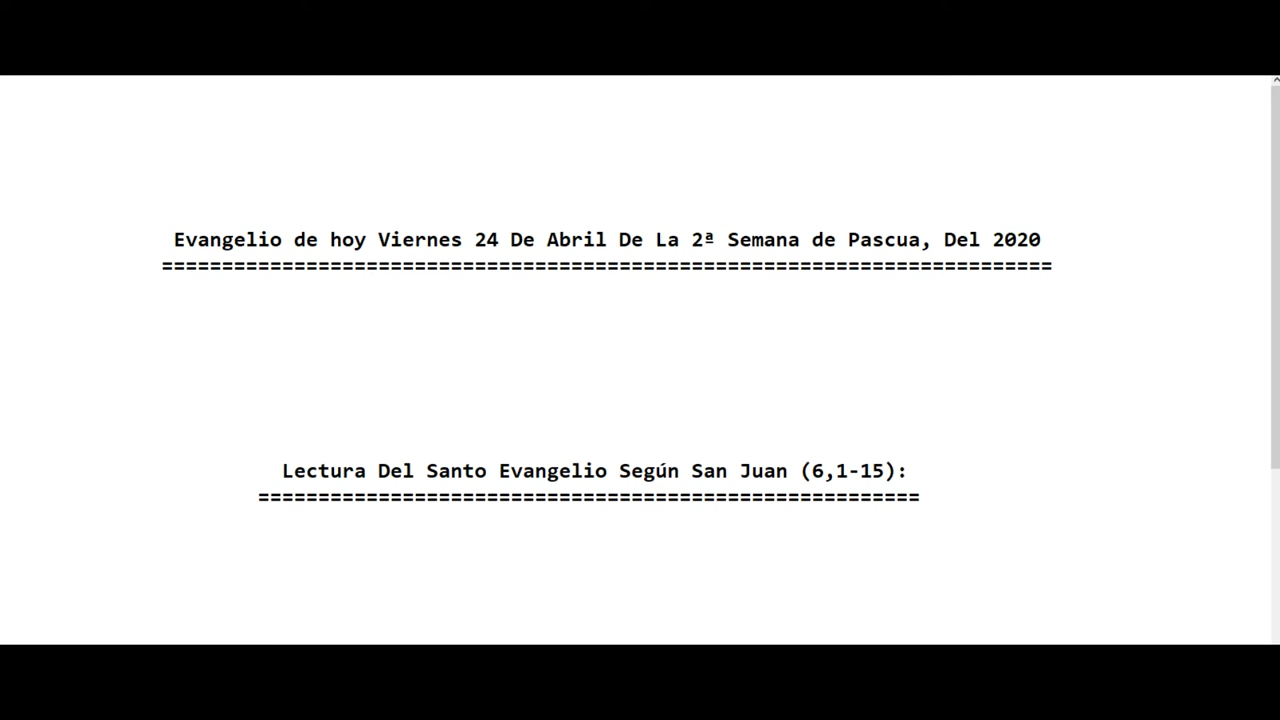 Evangelio de hoy Viernes 24 De Abril De La 2ª Semana de Pascua, Del 2020
==========================================================================
Lectura Del Santo Evangelio Según San Juan (6,1-15):
=======================================================